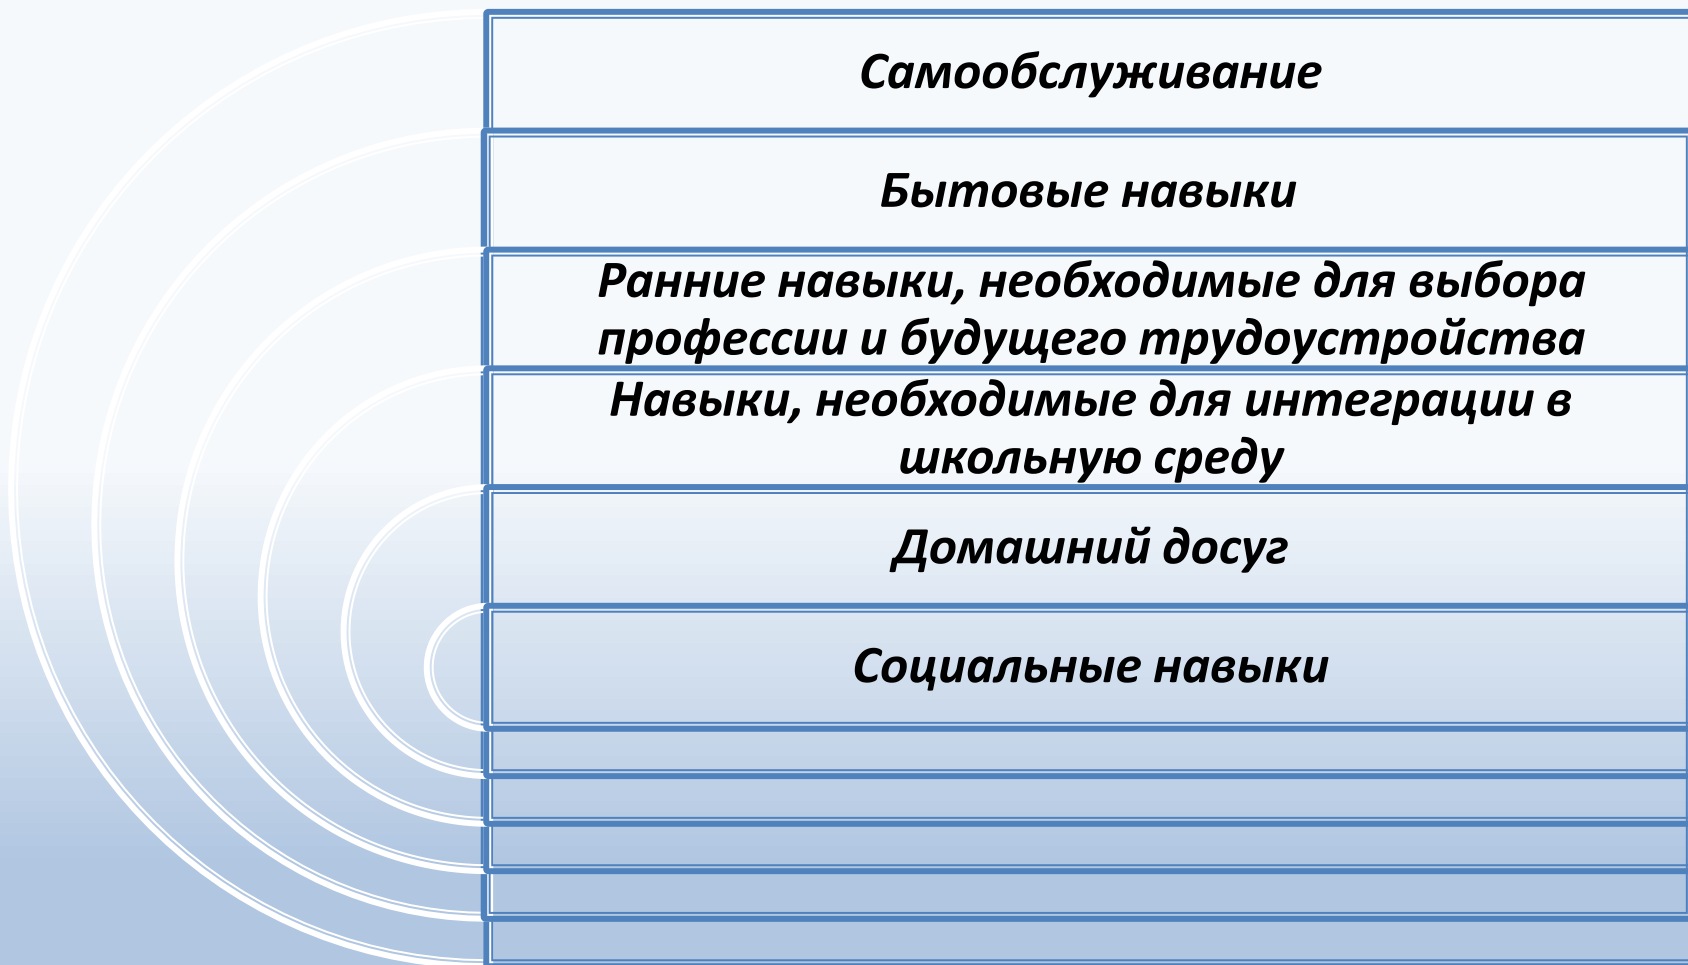 Самообслуживание
Бытовые навыки
Ранние навыки, необходимые для выбора
профессии и будущего трудоустройства
Навыки, необходимые для интеграции в
школьную среду
Домашний досуг
Социальные навыки